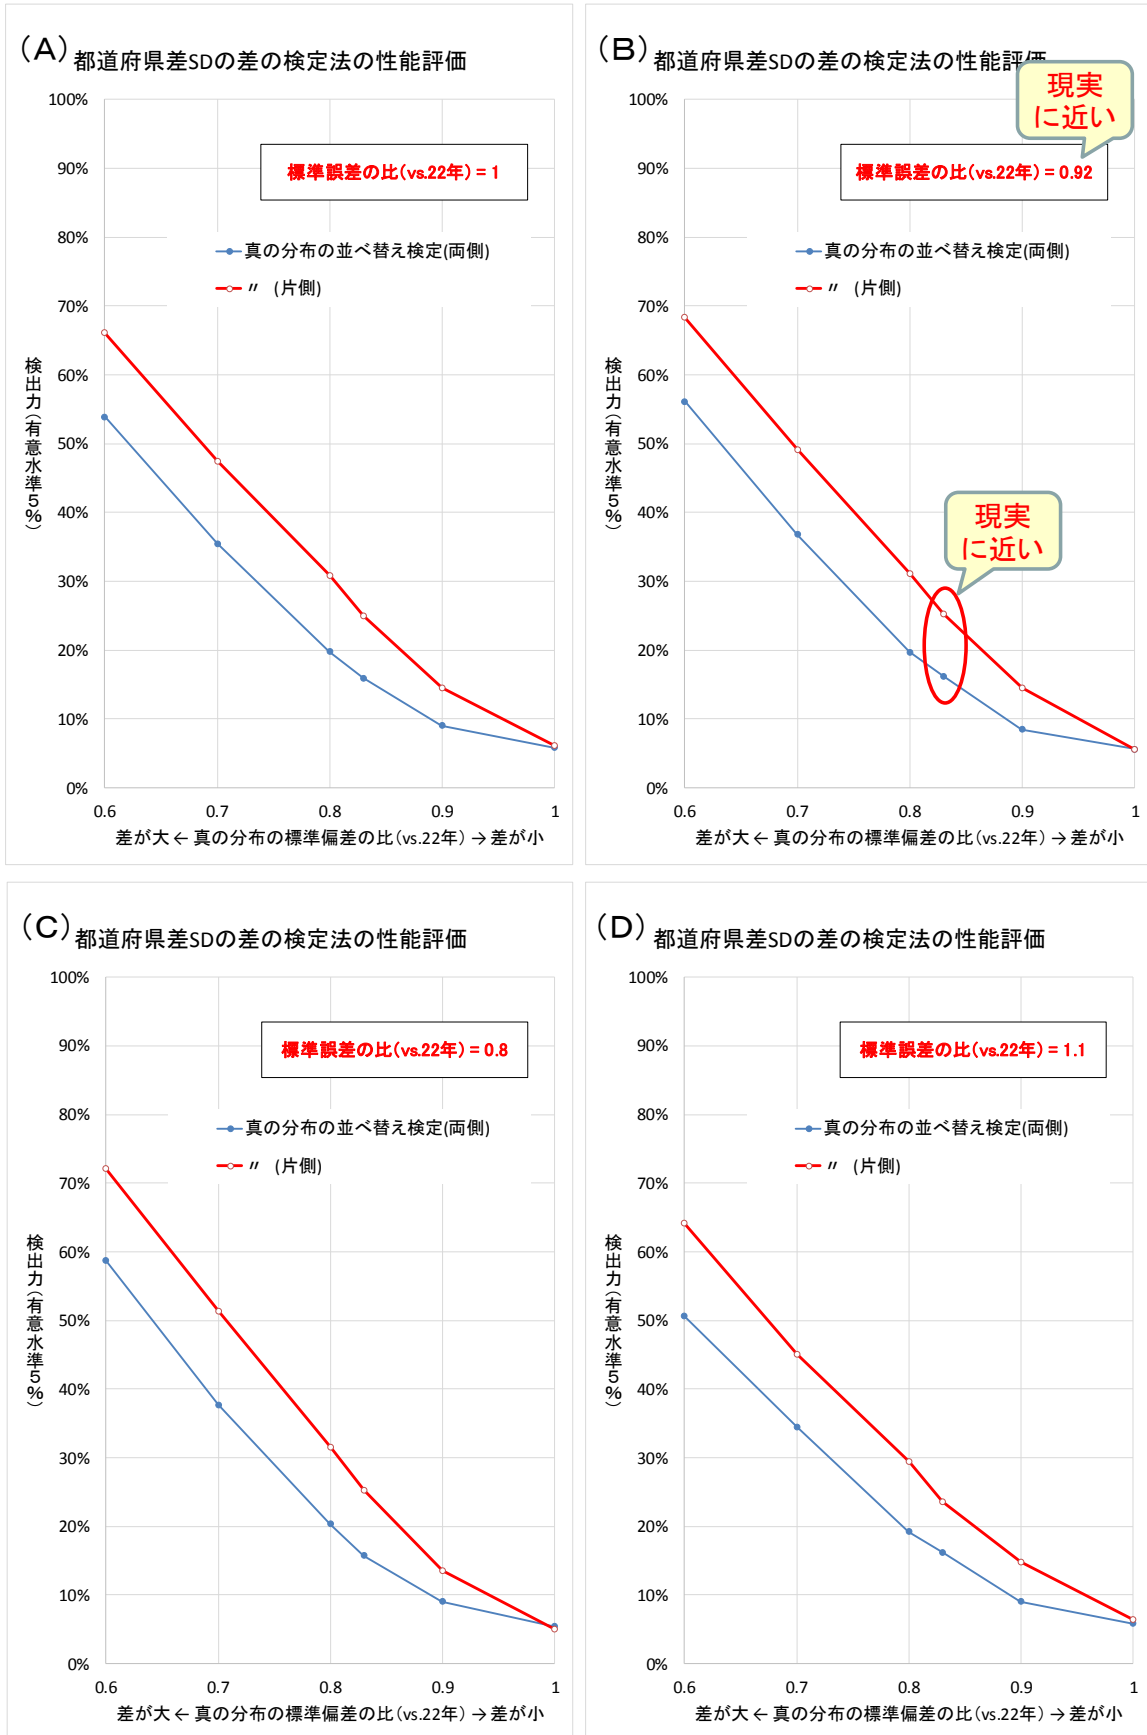 (A) 都道府県差SDの差の検定法の性能評価
標準誤差の比(vs.22年) = 1
真の分布の並べ替え検定(両側)
〃 (片側)
検出力(有意水準5%)
100%
90%
80%
70%
60%
50%
40%
30%
20%
10%
0%
0.6 0.7 0.8 0.9 1
差が大 ← 真の分布の標準偏差の比(vs.22年) → 差が小
(B) 都道府県差SDの差の検定法の性能評価
現実
に近い
標準誤差の比(vs.22年) = 0.92
真の分布の並べ替え検定(両側)
〃 (片側)
現実
に近い
検出力(有意水準5%)
100%
90%
80%
70%
60%
50%
40%
30%
20%
10%
0%
0.6 0.7 0.8 0.9 1
差が大 ← 真の分布の標準偏差の比(vs.22年) → 差が小
(C) 都道府県差SDの差の検定法の性能評価
標準誤差の比(vs.22年) = 0.8
真の分布の並べ替え検定(両側)
〃 (片側)
検出力(有意水準5%)
100%
90%
80%
70%
60%
50%
40%
30%
20%
10%
0%
0.6 0.7 0.8 0.9 1
差が大 ← 真の分布の標準偏差の比(vs.22年) → 差が小
(D) 都道府県差SDの差の検定法の性能評価
標準誤差の比(vs.22年) = 1.1
真の分布の並べ替え検定(両側)
〃 (片側)
検出力(有意水準5%)
100%
90%
80%
70%
60%
50%
40%
30%
20%
10%
0%
0.6 0.7 0.8 0.9 1
差が大 ← 真の分布の標準偏差の比(vs.22年) → 差が小